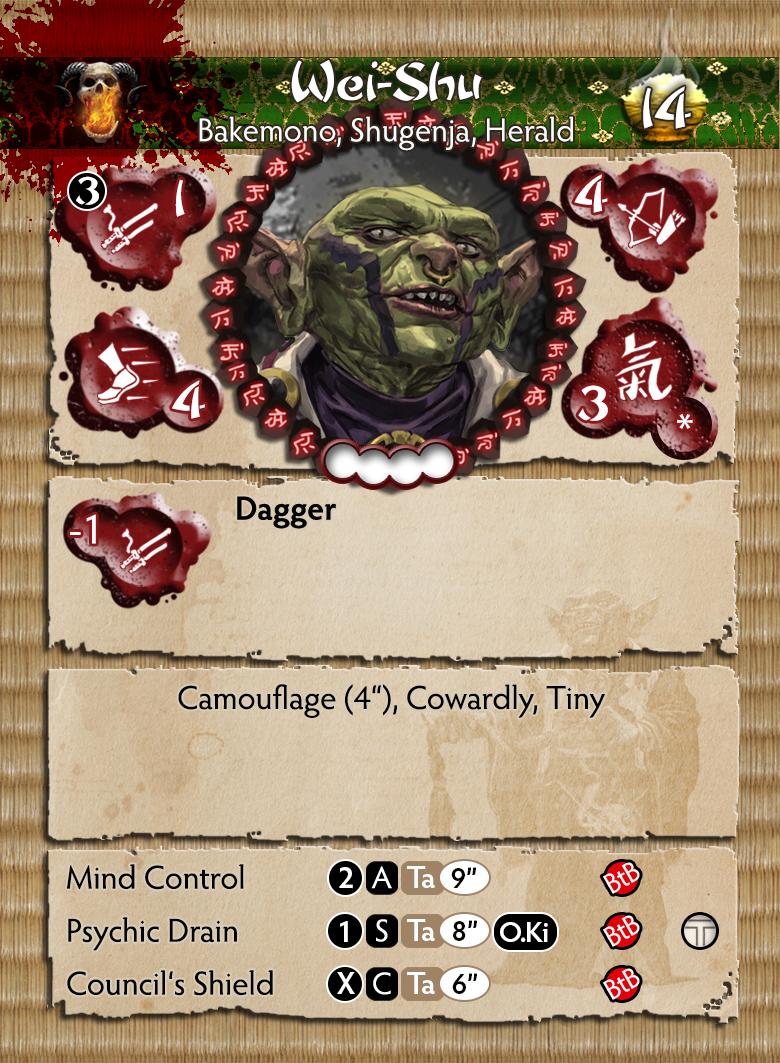 Wei-Shu
14
Bakemono, Shugenja, Herald
3 1
4
4
氣
3 *
-1 Dagger
Camouflage (4“), Cowardly, Tiny
Mind Control 2 A Ta 9” BtB
Psychic Drain 1 S Ta 8” O.Ki BtB T
Council‘s Shield X C Ta 6” BtB